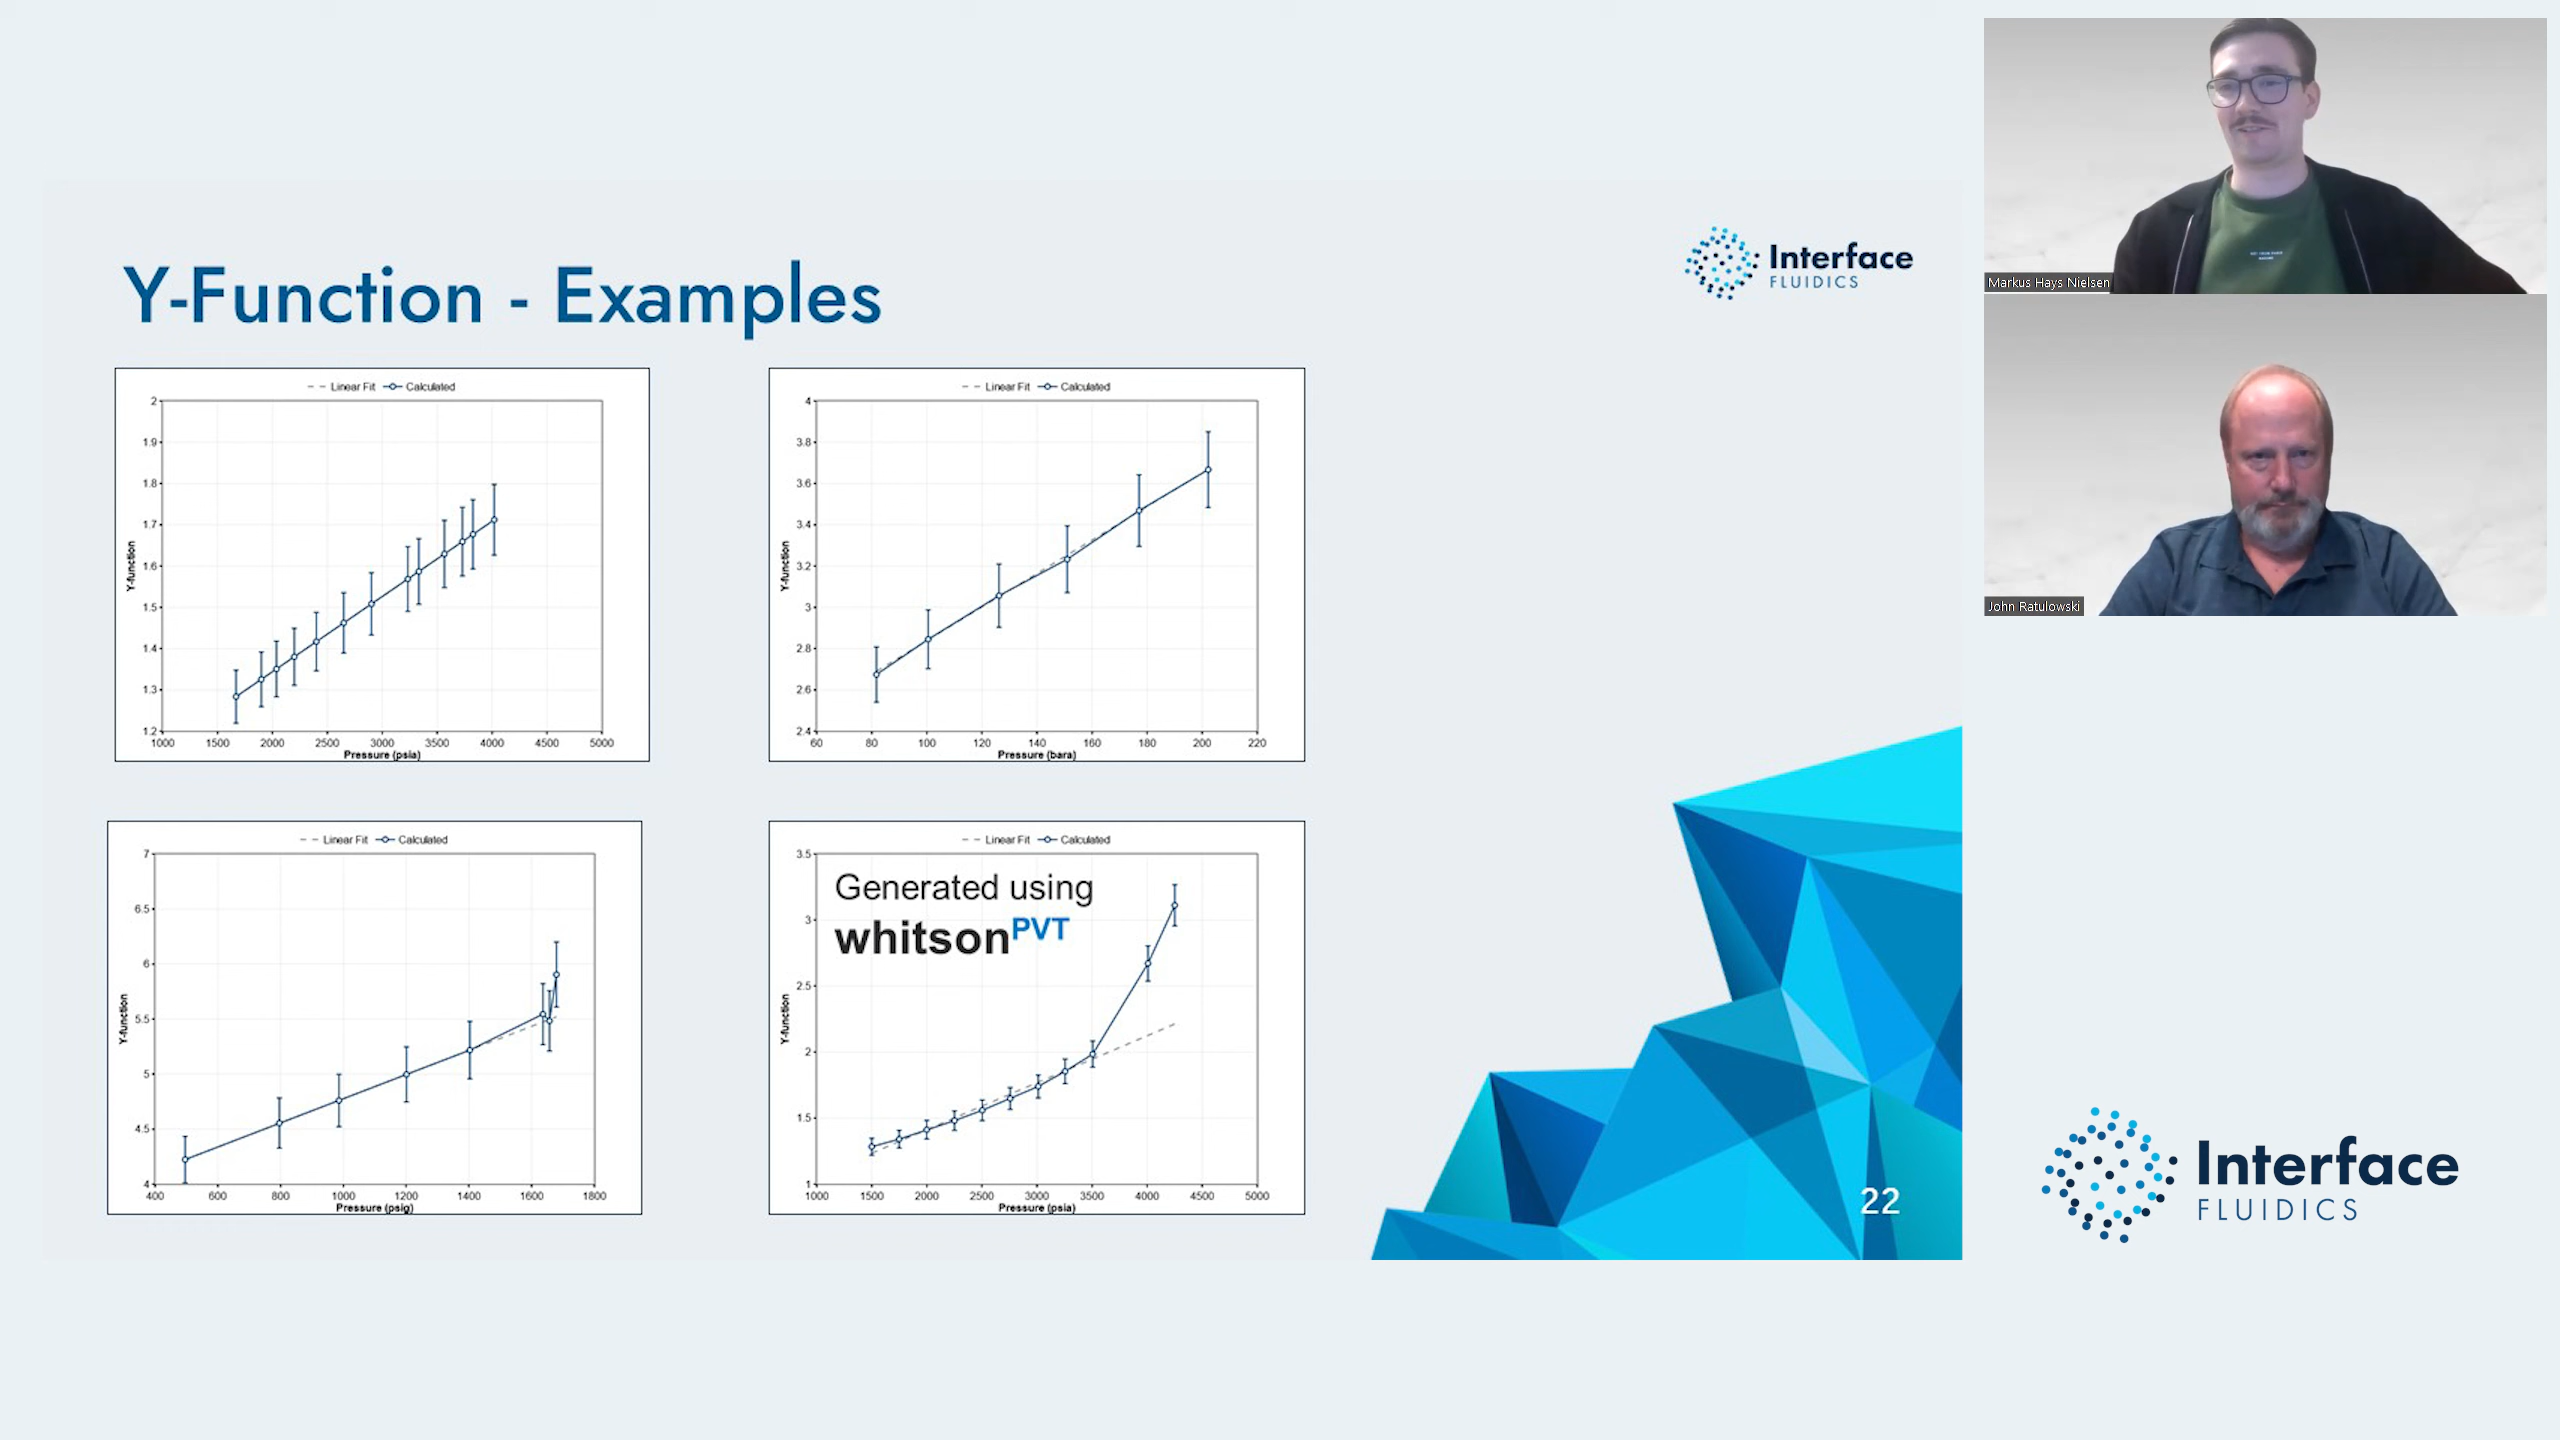 Y-Function - Examples
Interface
FLUIDICS
Linear Fit Calculated
2
1.9
1.8
1.7
1.6
1.5
1.4
1.3
1.2
Y-function
1000 1500 2000 2500 3000 3500 4000 4500 5000
Pressure (psia)
Linear Fit Calculated
4
3.8
3.6
3.4
3.2
3
2.8
2.6
2.4
Y-function
60 80 100 120 140 160 180 200 220
Pressure (bara)
Linear Fit Calculated
7
6.5
6
5.5
5
4.5
4
Y-function
400 600 800 1000 1200 1400 1600 1800
Pressure (psig)
Linear Fit Calculated
Generated using
whitsonPVT
3.5
3
2.5
2
1.5
1
Y-function
1000 1500 2000 2500 3000 3500 4000 4500 5000
Pressure (psia)
22
Markus Hays Nielsen
John Ratulowski
Interface
FLUIDICS